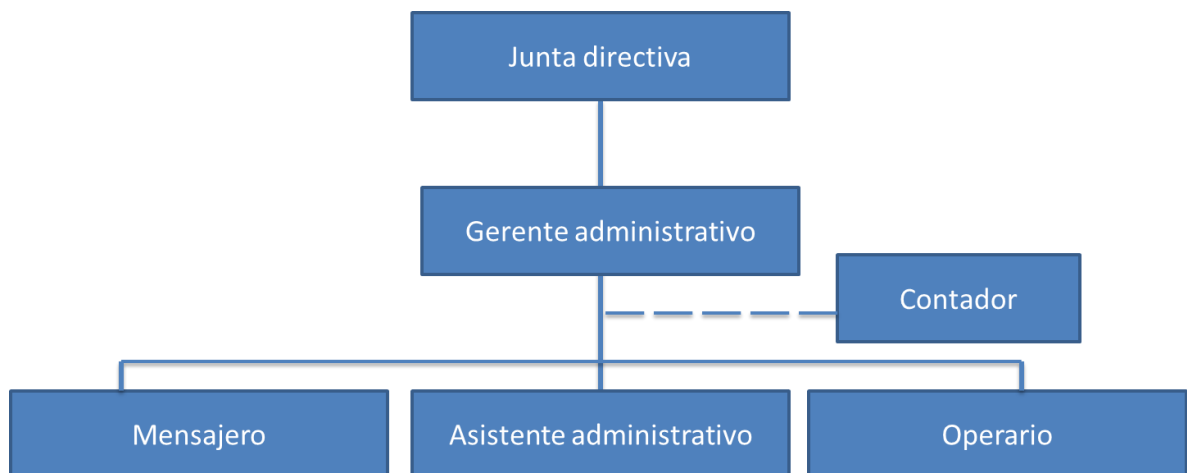 Junta directiva
Gerente administrativo
Contador
Mensajero
Asistente administrativo
Operario